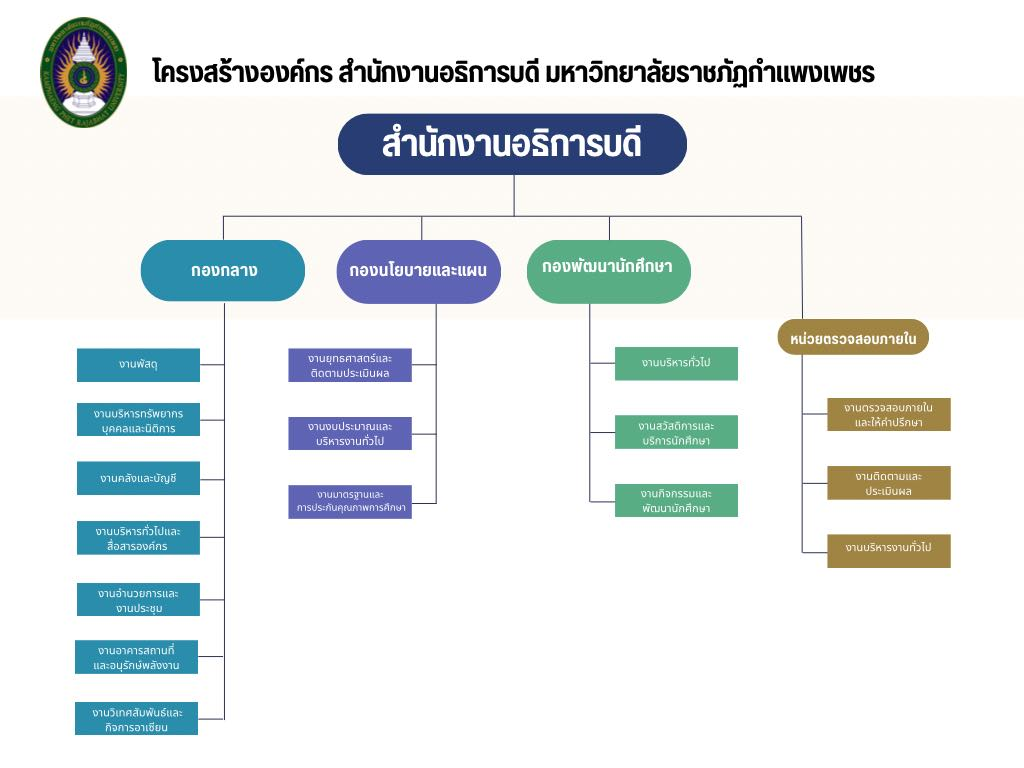 โครงสร้างองค์กร สำนักงานอธิการบดี มหาวิทยาลัยราชภัฏกำแพงเพชร
KAMPHAENG PHET RAJABHAT UNIVERSITY
สำนักงานอธิการบดี
กองกลาง
กองนโยบายและแผน
กองพัฒนานักศึกษา
หน่วยตรวจสอบภายใน
งานพัสดุ
งานบริหารทรัพยากร
บุคคลและนิติการ
งานคลังและบัญชี
งานบริหารทั่วไปและ
สื่อสารองค์กร
งานอำนวยการและ
งานประชุม
งานอาคารสถานที่
และอนุรักษ์พลังงาน
งานวิเทศสัมพันธ์และ
กิจการอาเซียน
งานยุทธศาสตร์และ
ติดตามประเมินผล
งานงบประมาณและ
บริหารงานทั่วไป
งานมาตรฐานและ
การประกันคุณภาพการศึกษา
งานบริหารทั่วไป
งานสวัสดิการและ
บริการนักศึกษา
งานกิจกรรมและ
พัฒนานักศึกษา
งานตรวจสอบภายใน
และให้คำปรึกษา
งานติดตามและ
ประเมินผล
งานบริหารงานทั่วไป